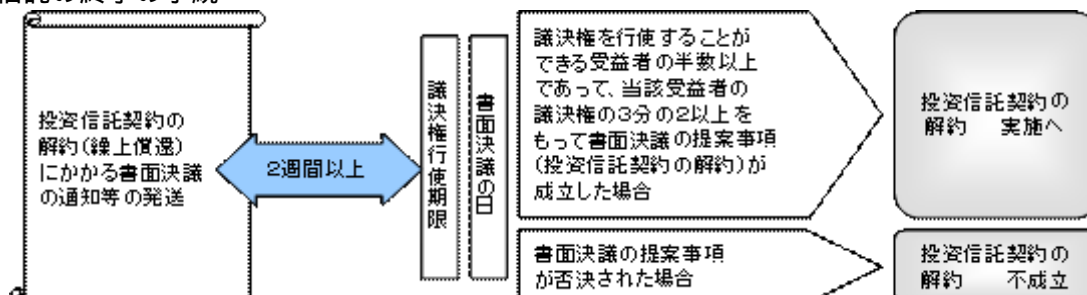 投資信託契約の
解約(繰上償還)
にかかる書面決議
の通知等の発送
2週間以上
議決権行使期限
書面決議の日
議決権を行使することが
できる受益者の半数以上
であって、当該受益者の
議決権の3分の2以上を
もって書面決議の提案事項
(投資信託契約の解約)が
成立した場合
投資信託契約の
解約　実施へ
書面決議の提案事項
が否決された場合
投資信託契約の
解約　不成立